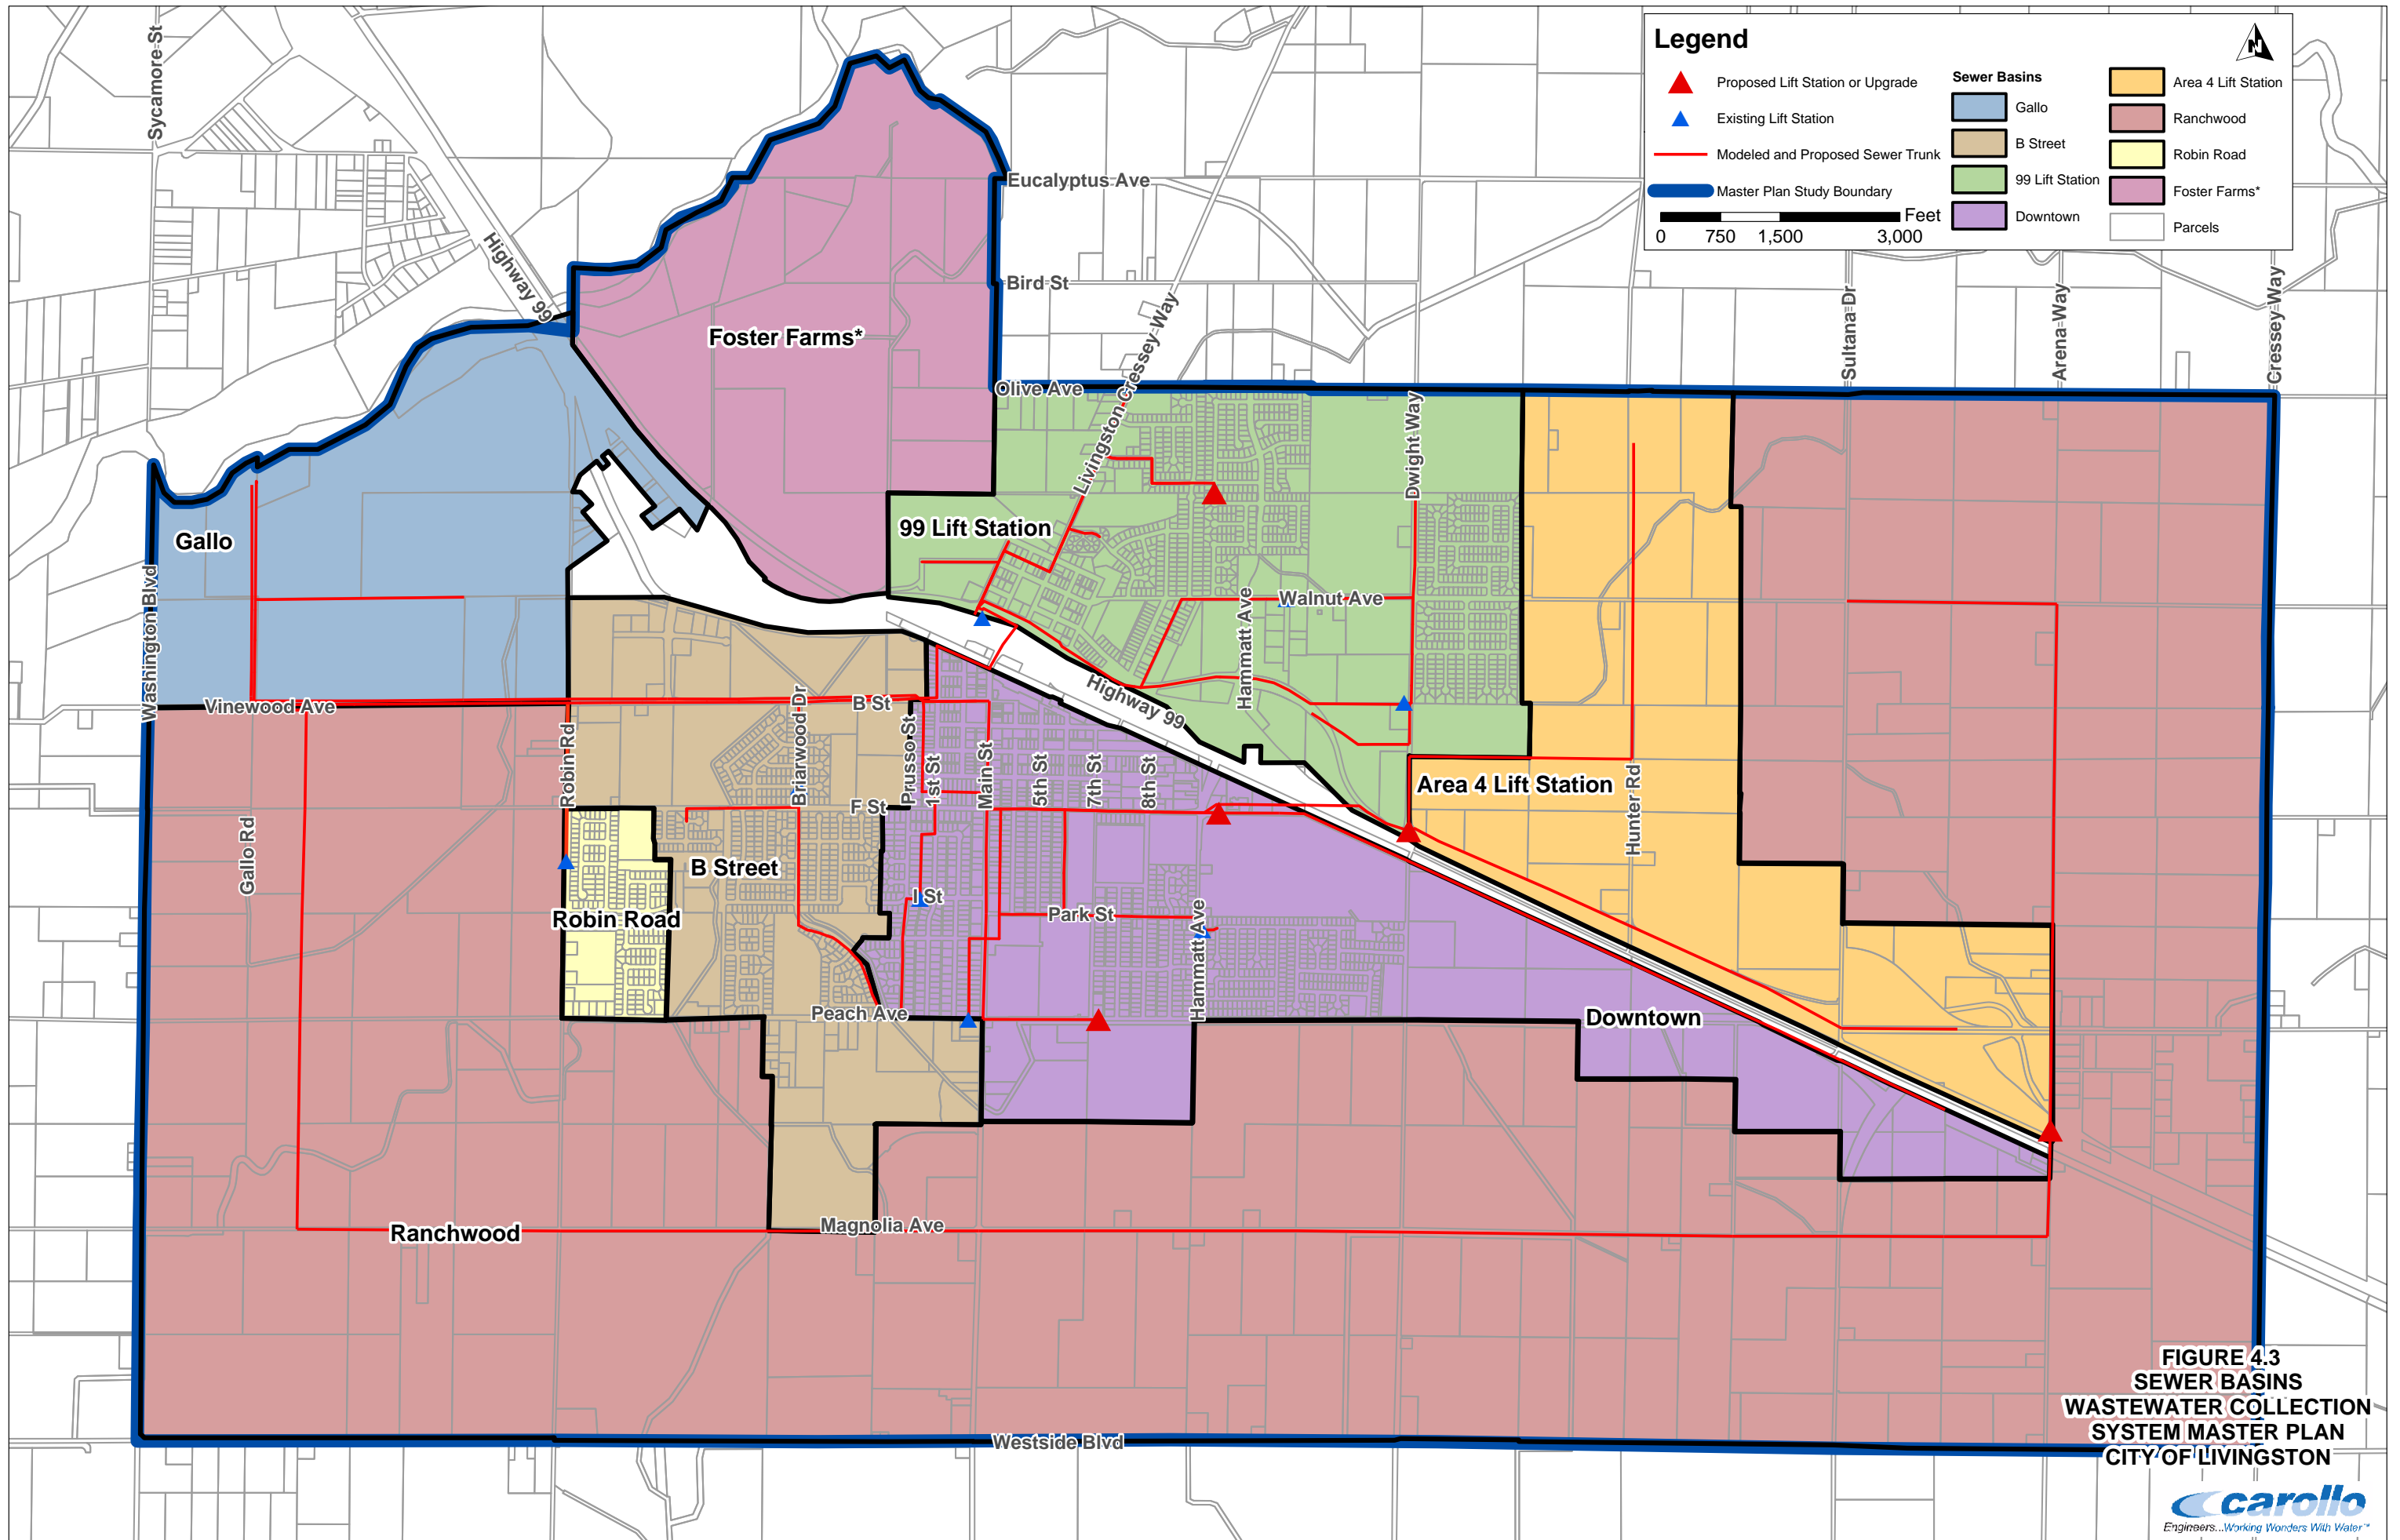 Legend
Proposed Lift Station or Upgrade
Existing Lift Station
Modeled and Proposed Sewer Trunk
Master Plan Study Boundary
Feet
0 750 1,500 3,000
Sewer Basins
Gallo
B Street
99 Lift Station
Downtown
Area 4 Lift Station
Ranchwood
Robin Road
Foster Farms*
Parcels
N
Sycamore St
Highway 99
Eucalyptus Ave
Bird St
Foster Farms*
Livingston Cressey Way
Sultana Dr
Arena Way
Cressey Way
Olive Ave
Dwight Way
99 Lift Station
Gallo
Washington Blvd
Walnut Ave
Hammatt Ave
Highway 99
Vinewood Ave
B St
Robin Rd
Briarwood Dr
Prusso St
1st St
Main St
5th St
7th St
8th St
F St
Area 4 Lift Station
Hunter Rd
Gallo Rd
B Street
I St
Robin Road
Park St
Hammatt Ave
Peach Ave
Downtown
Ranchwood
Magnolia Ave
Westside Blvd
FIGURE 4.3
SEWER BASINS
WASTEWATER COLLECTION
SYSTEM MASTER PLAN
CITY OF LIVINGSTON
carollo
Engineers...Working Wonders With Water™